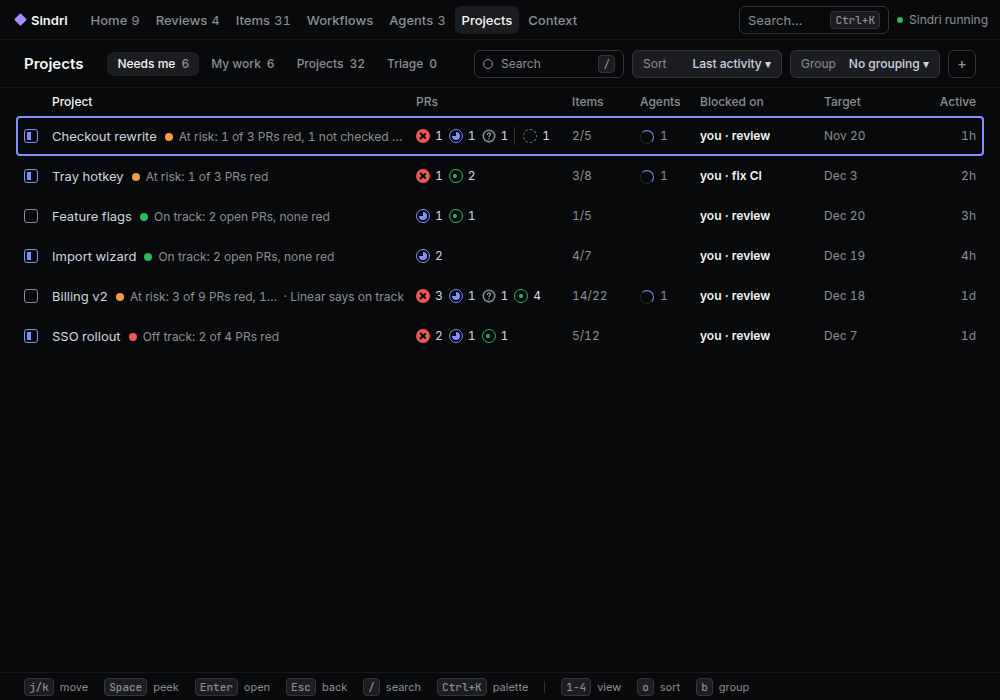 Sindri Home 9 Reviews 4 Items 31 Workflows Agents 3 Projects Context Search... Ctrl+K Sindri running
Projects Needs me 6 My work 6 Projects 32 Triage 0 Search / Sort Last activity ▾ Group No grouping ▾ +
Project PRs Items Agents Blocked on Target Active
Checkout rewrite At risk: 1 of 3 PRs red, 1 not checked ... 1 1 1 1 2/5 1 you · review Nov 20 1h
Tray hotkey At risk: 1 of 3 PRs red 1 2 3/8 1 you · fix CI Dec 3 2h
Feature flags On track: 2 open PRs, none red 1 1 1/5 you · review Dec 20 3h
Import wizard On track: 2 open PRs, none red 2 4/7 you · review Dec 19 4h
Billing v2 At risk: 3 of 9 PRs red, 1... · Linear says on track 3 1 1 4 14/22 1 you · review Dec 18 1d
SSO rollout Off track: 2 of 4 PRs red 2 1 1 5/12 you · review Dec 7 1d
j/k move Space peek Enter open Esc back / search Ctrl+K palette 1-4 view o sort b group